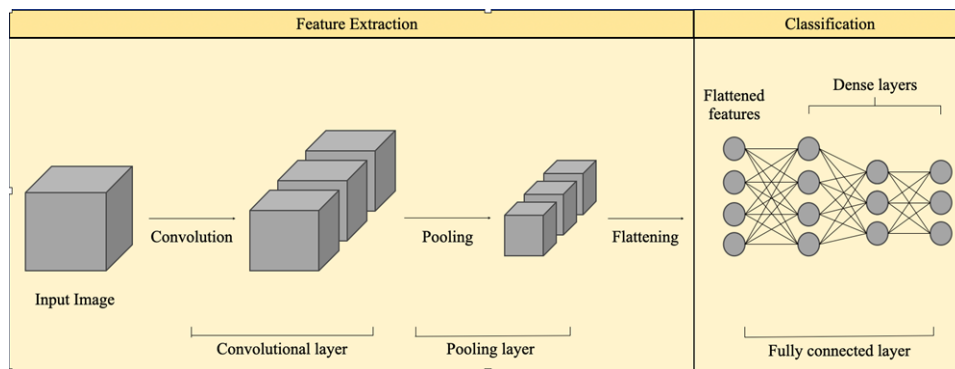 Feature Extraction
Classification
Flattened
features
Dense layers
Convolution
Pooling
Flattening
Input Image
Convolutional layer
Pooling layer
Fully connected layer